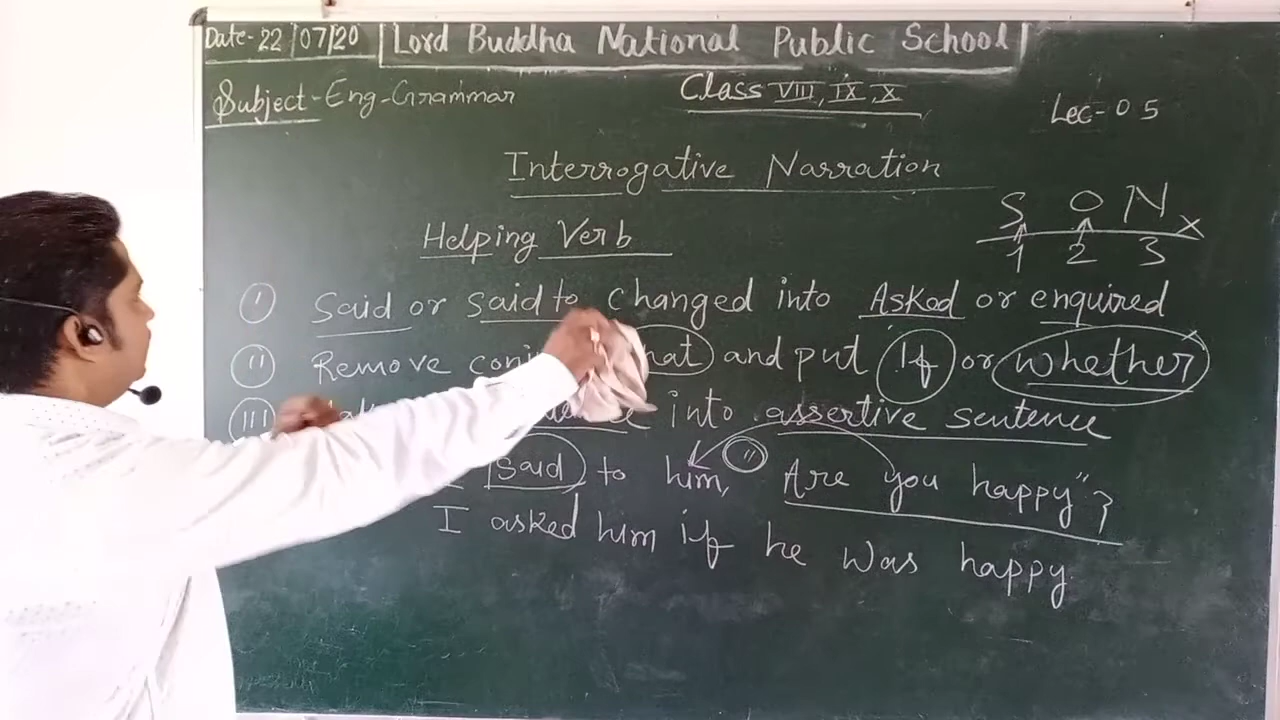 Date-22/07/20 Lord Buddha National Public School
Subject-Eng-Grammar Class VIII, IX, X Lec-05
Interrogative Narration
S O N x
1 2 3
Helping Verb
(i) Said or said to changed into Asked or enquired
(ii) Remove and put If or whether
(iii) into assertive sentence
I said to him, Are you happy"?
(ii)
I asked him if he was happy